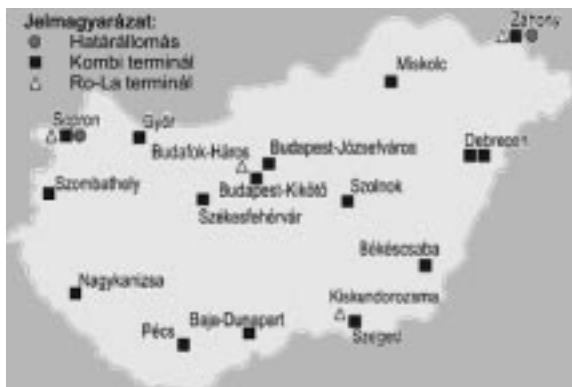 Jelmagyarázat:
Határállomás
Kombi terminál
Ro-La terminál
Záhony
Miskolc
Sopron
Győr
Budafok-Háros
Budapest-Józsefváros
Debrecen
Szombathely
Budapest-Kikötő
Székesfehérvár
Szolnok
Békéscsaba
Nagykanizsa
Kiskundorozsma
Baja-Dunapart
Pécs
Szeged